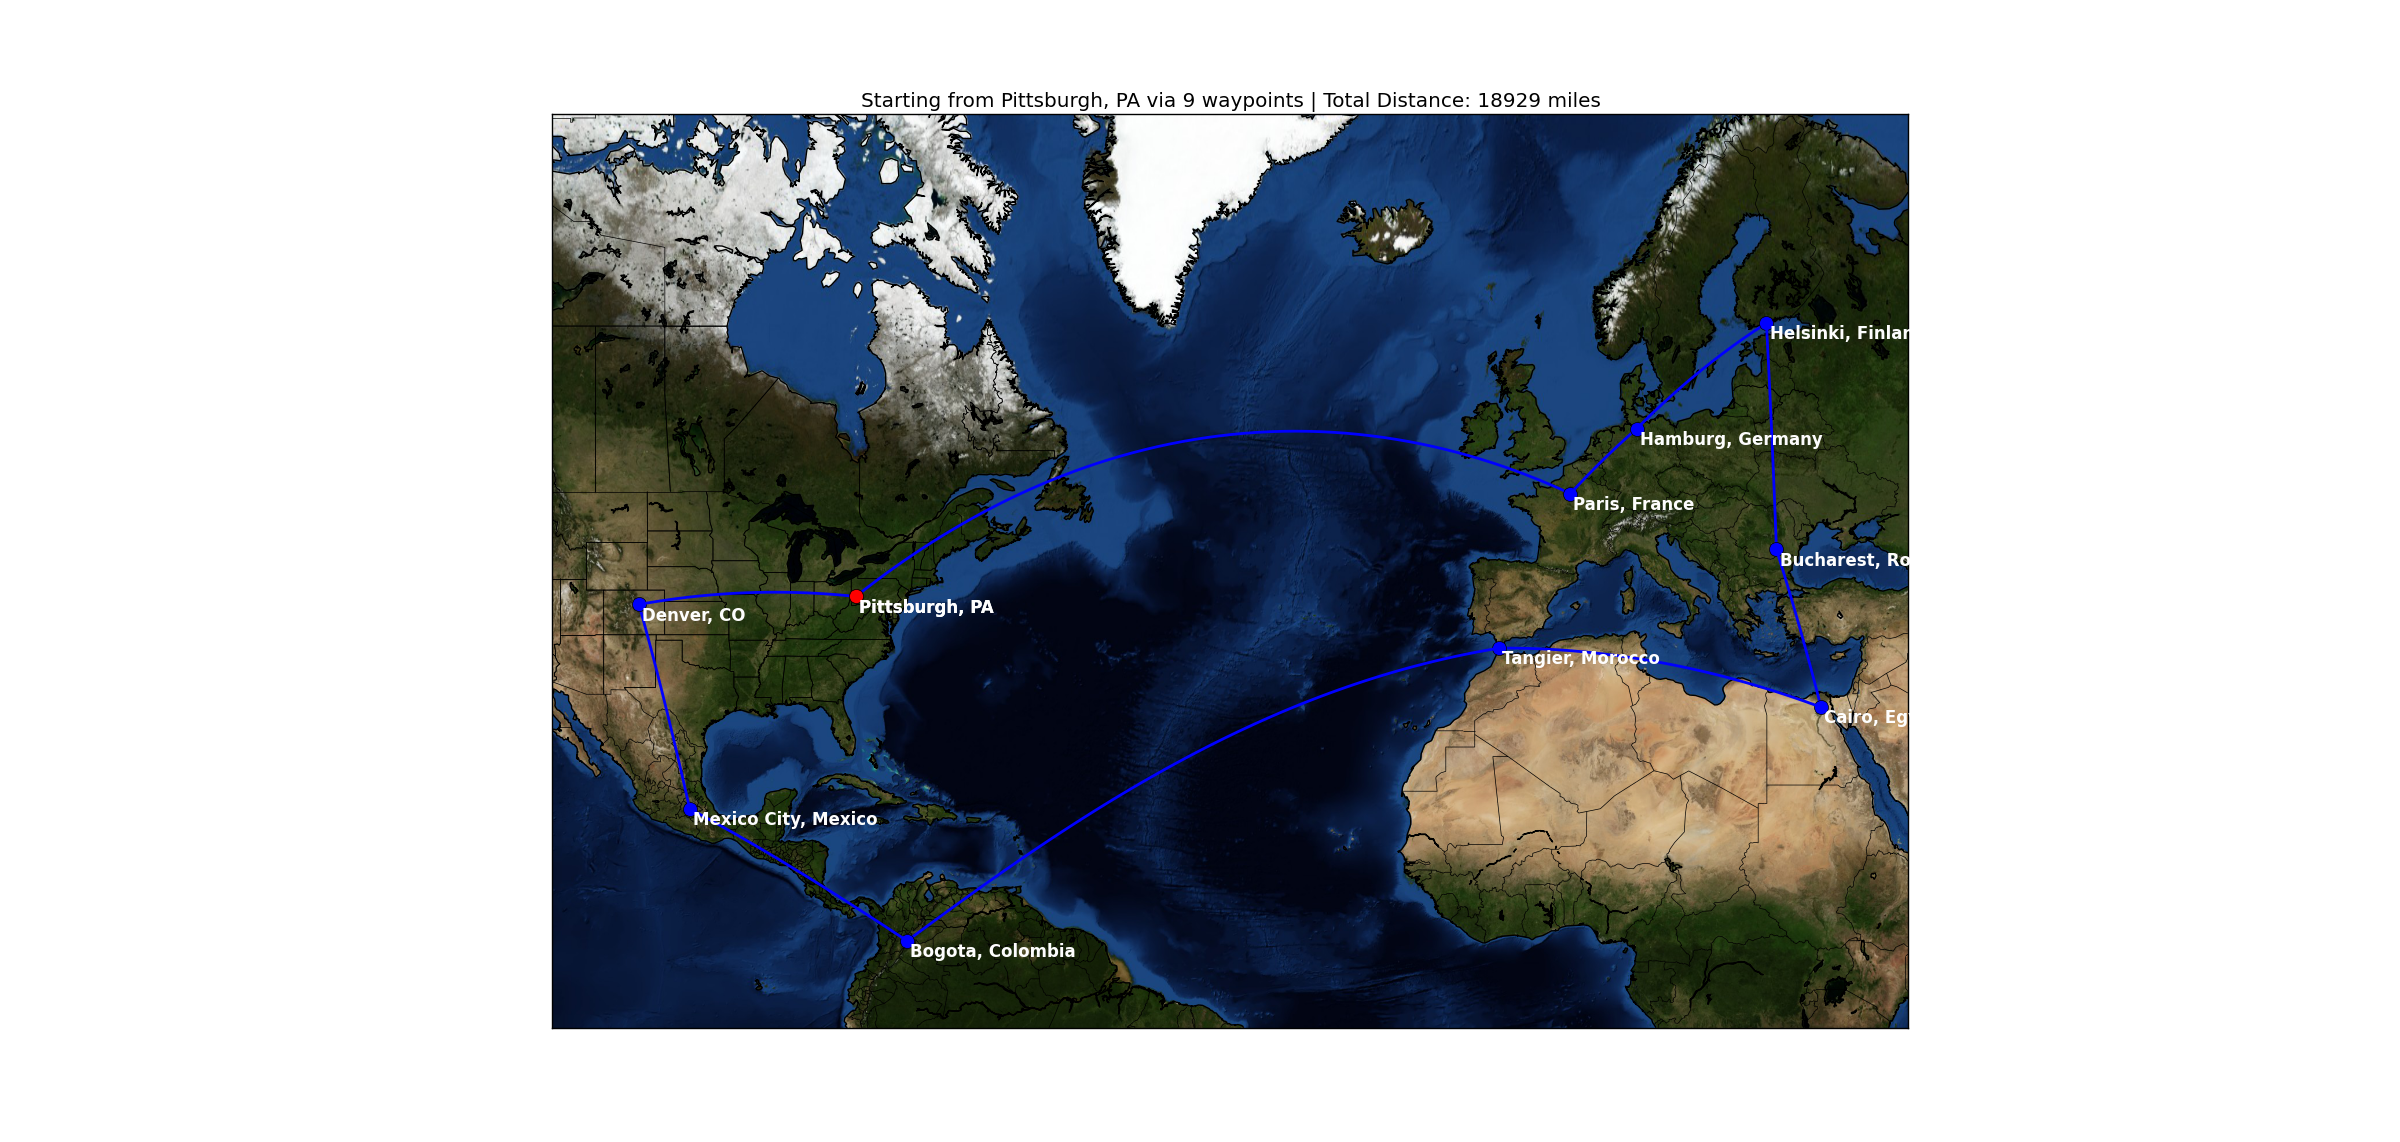 Starting from Pittsburgh, PA via 9 waypoints | Total Distance: 18929 miles
Helsinki, Finlar
Hamburg, Germany
Paris, France
Bucharest, Ro
Pittsburgh, PA
Denver, CO
Tangier, Morocco
Cairo, Eg
Mexico City, Mexico
Bogota, Colombia